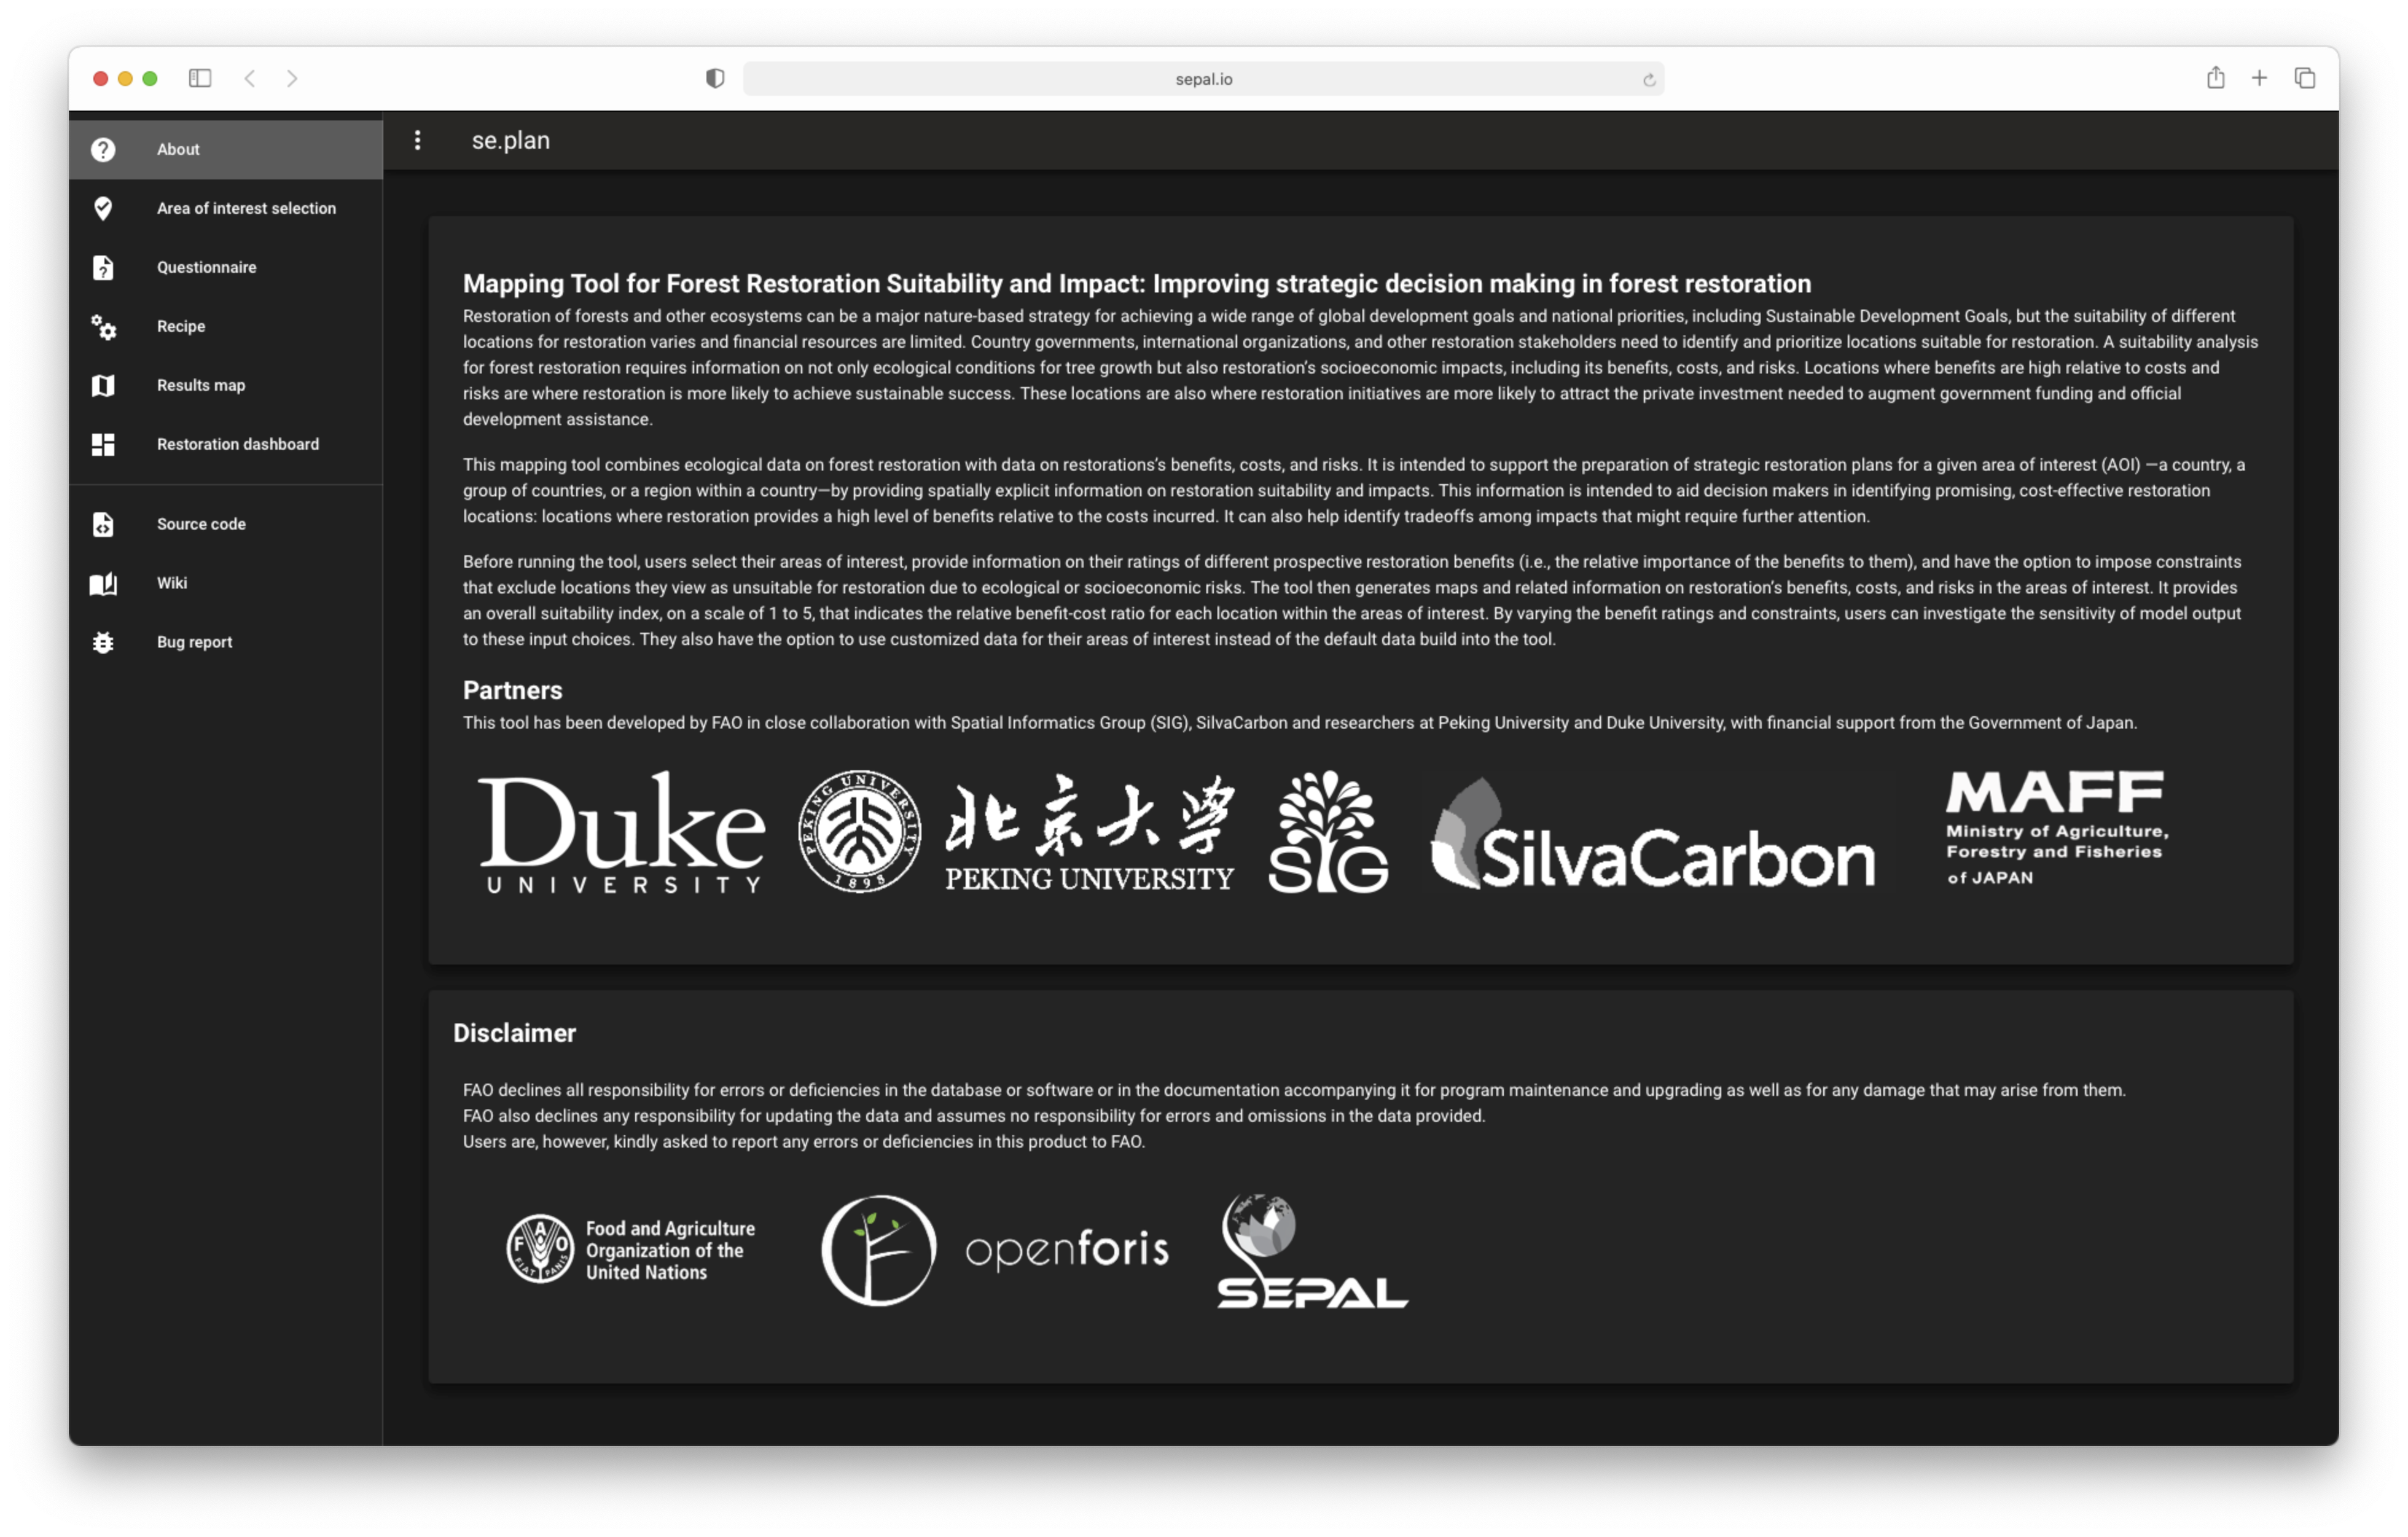 sepal.io
About
Area of interest selection
Questionnaire
Recipe
Results map
Restoration dashboard
Source code
Wiki
Bug report
se.plan
Mapping Tool for Forest Restoration Suitability and Impact: Improving strategic decision making in forest restoration
Restoration of forests and other ecosystems can be a major nature-based strategy for achieving a wide range of global development goals and national priorities, including Sustainable Development Goals, but the suitability of different
locations for restoration varies and financial resources are limited. Country governments, international organizations, and other restoration stakeholders need to identify and prioritize locations suitable for restoration. A suitability analysis
for forest restoration requires information on not only ecological conditions for tree growth but also restoration’s socioeconomic impacts, including its benefits, costs, and risks. Locations where benefits are high relative to costs and
risks are where restoration is more likely to achieve sustainable success. These locations are also where restoration initiatives are more likely to attract the private investment needed to augment government funding and official
development assistance.
This mapping tool combines ecological data on forest restoration with data on restorations’s benefits, costs, and risks. It is intended to support the preparation of strategic restoration plans for a given area of interest (AOI) —a country, a
group of countries, or a region within a country—by providing spatially explicit information on restoration suitability and impacts. This information is intended to aid decision makers in identifying promising, cost-effective restoration
locations: locations where restoration provides a high level of benefits relative to the costs incurred. It can also help identify tradeoffs among impacts that might require further attention.
Before running the tool, users select their areas of interest, provide information on their ratings of different prospective restoration benefits (i.e., the relative importance of the benefits to them), and have the option to impose constraints
that exclude locations they view as unsuitable for restoration due to ecological or socioeconomic risks. The tool then generates maps and related information on restoration’s benefits, costs, and risks in the areas of interest. It provides
an overall suitability index, on a scale of 1 to 5, that indicates the relative benefit-cost ratio for each location within the areas of interest. By varying the benefit ratings and constraints, users can investigate the sensitivity of model output
to these input choices. They also have the option to use customized data for their areas of interest instead of the default data build into the tool.
Partners
This tool has been developed by FAO in close collaboration with Spatial Informatics Group (SIG), SilvaCarbon and researchers at Peking University and Duke University, with financial support from the Government of Japan.
Duke
UNIVERSITY
PEKING UNIVERSITY
1898
北京大学
PEKING UNIVERSITY
SIG
SilvaCarbon
MAFF
Ministry of Agriculture,
Forestry and Fisheries
of JAPAN
Disclaimer
FAO declines all responsibility for errors or deficiencies in the database or software or in the documentation accompanying it for program maintenance and upgrading as well as for any damage that may arise from them.
FAO also declines any responsibility for updating the data and assumes no responsibility for errors and omissions in the data provided.
Users are, however, kindly asked to report any errors or deficiencies in this product to FAO.
FAO
FIAT PANIS
Food and Agriculture
Organization of the
United Nations
openforis
SEPAL